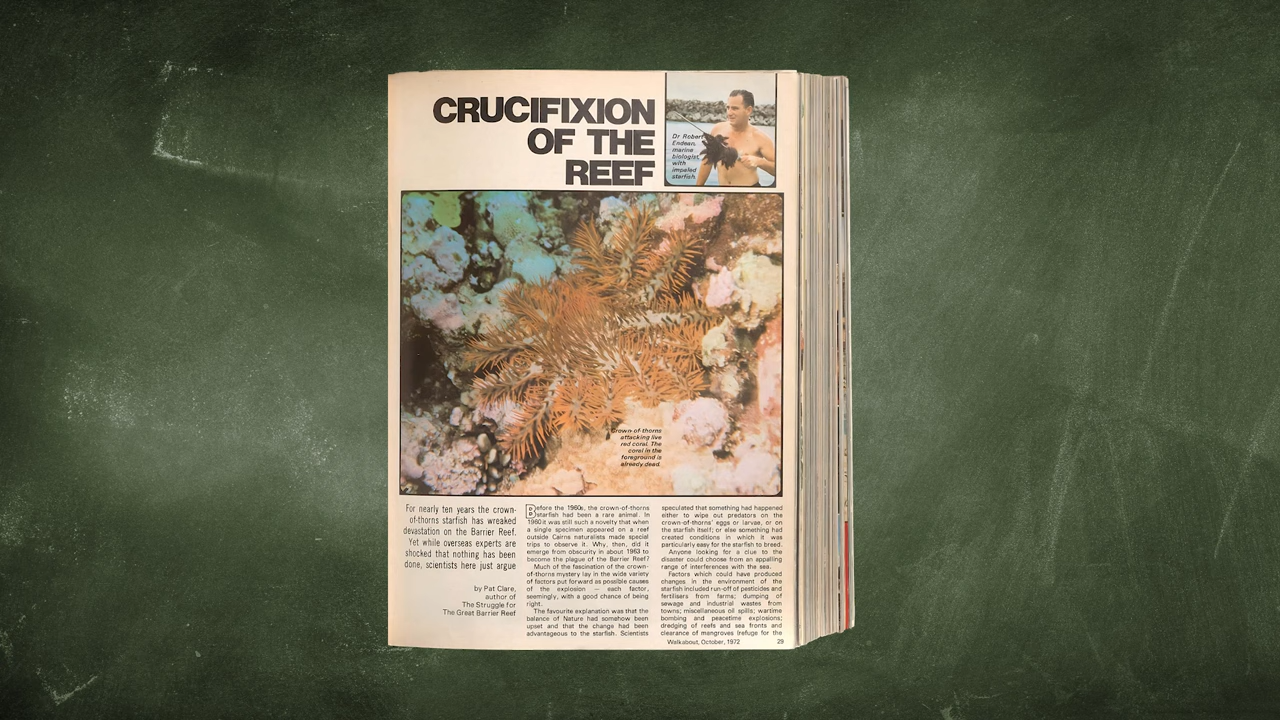 CRUCIFIXION
OF THE
REEF
Dr Robert
Endean,
marine
biologist,
with
impaled
starfish.
Crown-of-thorns
attacking live
red coral. The
coral in the
foreground is
already dead.
For nearly ten years the crown-
of-thorns starfish has wreaked
devastation on the Barrier Reef.
Yet while overseas experts are
shocked that nothing has been
done, scientists here just argue
by Pat Clare,
author of
The Struggle for
The Great Barrier Reef
Before the 1960s, the crown-of-thorns
starfish had been a rare animal. In
1960 it was still such a novelty that when
a single specimen appeared on a reef
outside Cairns naturalists made special
trips to observe it. Why, then, did it
emerge from obscurity in about 1963 to
become the plague of the Barrier Reef?
Much of the fascination of the crown-
of-thorns mystery lay in the wide variety
of factors put forward as possible causes
of the explosion — each factor,
seemingly, with a good chance of being
right.
The favourite explanation was that the
balance of Nature had somehow been
upset and that the change had been
advantageous to the starfish. Scientists
speculated that something had happened
either to wipe out predators on the
crown-of-thorns' eggs or larvae, or on
the starfish itself; or else something had
created conditions in which it was
particularly easy for the starfish to breed.
Anyone looking for a clue to the
disaster could choose from an appalling
range of interferences with the sea.
Factors which could have produced
changes in the environment of the
starfish included run-off of pesticides and
fertilisers from farms; dumping of
sewage and industrial wastes from
towns; miscellaneous oil spills; wartime
bombing and peacetime explosions;
dredging of reefs and sea fronts and
clearance of mangroves (refuge for the
Walkabout, October, 1972 29